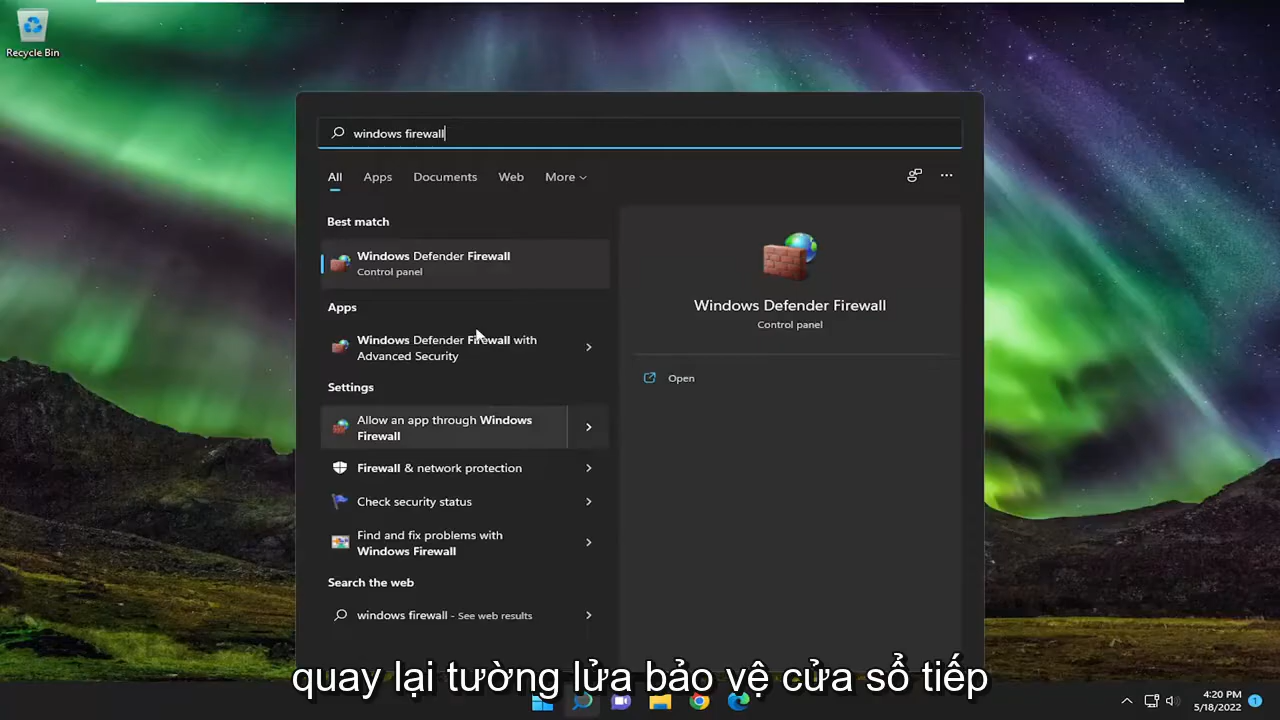 Recycle Bin
windows firewall
All Apps Documents Web More
Best match
Windows Defender Firewall
Control panel
Apps
Windows Defender Firewall with
Advanced Security
Settings
Allow an app through Windows
Firewall
Firewall & network protection
Check security status
Find and fix problems with
Windows Firewall
Search the web
windows firewall - See web results
Windows Defender Firewall
Control panel
Open
quay lại tường lửa bảo vệ cửa sổ tiếp
4:20 PM
5/18/2022
1